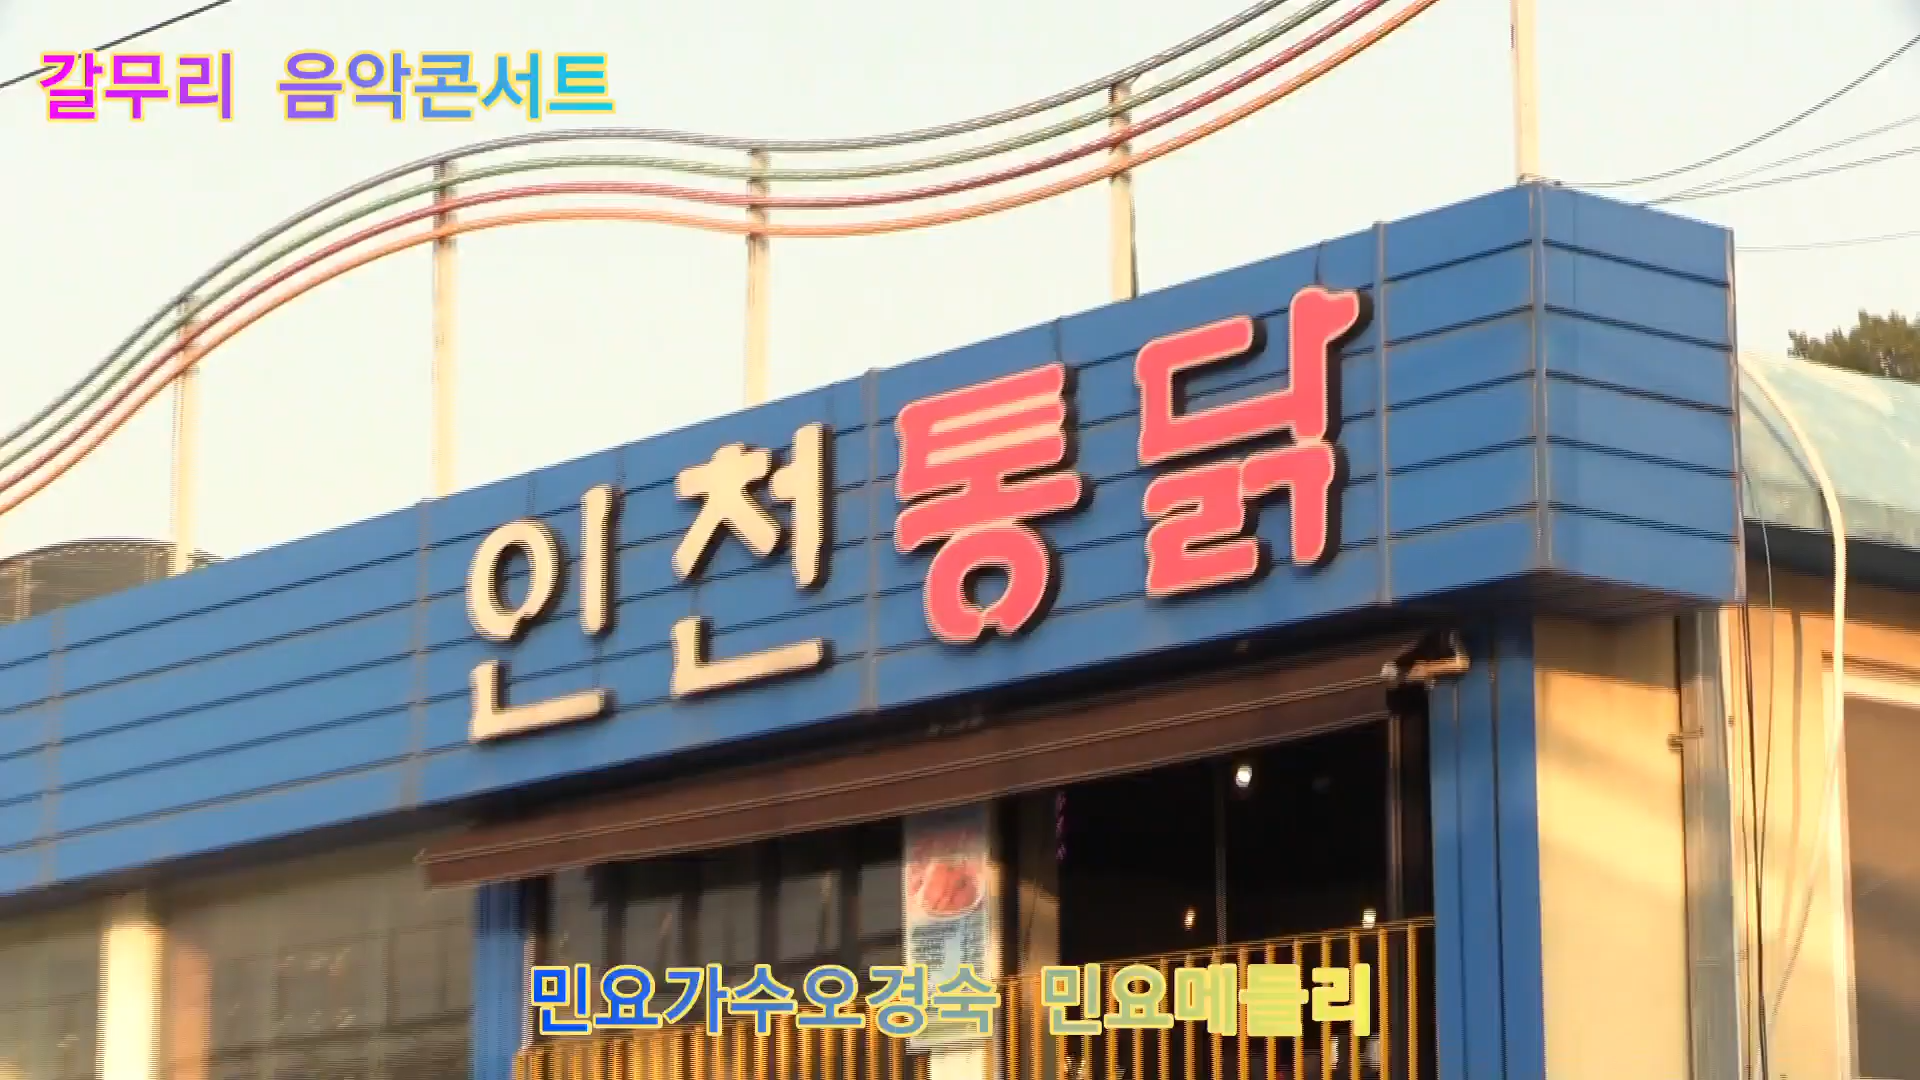 갈무리 음악콘서트
인천통닭
민요가수오경숙 민요메들리